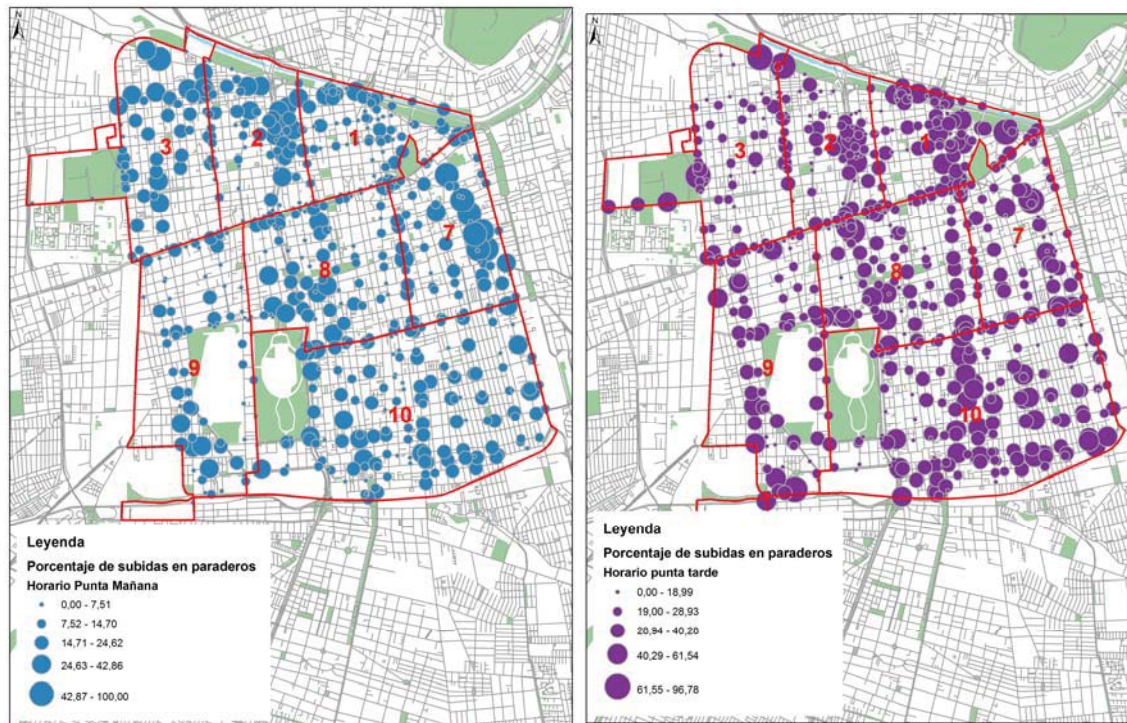 N
3
2
1
7
8
9
10
Leyenda
Porcentaje de subidas en paraderos
Horario Punta Mañana
0,00 - 7,51
7,52 - 14,70
14,71 - 24,62
24,63 - 42,86
42,87 - 100,00
N
3
2
1
7
8
9
10
Leyenda
Porcentaje de subidas en paraderos
Horario punta tarde
0,00 - 18,99
19,00 - 28,93
28,94 - 40,28
40,29 - 61,54
61,55 - 96,78